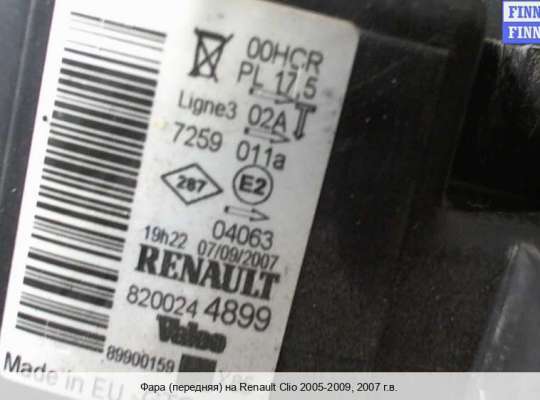 FINN
FINN
00HCR
PL 17,5
Ligne3 02A
7259 011a
287 E2
04063
19h22 07/09/2007
RENAULT
820024 4899
Valeo
89900159
Made in EU
Фара (передняя) на Renault Clio 2005-2009, 2007 г.в.